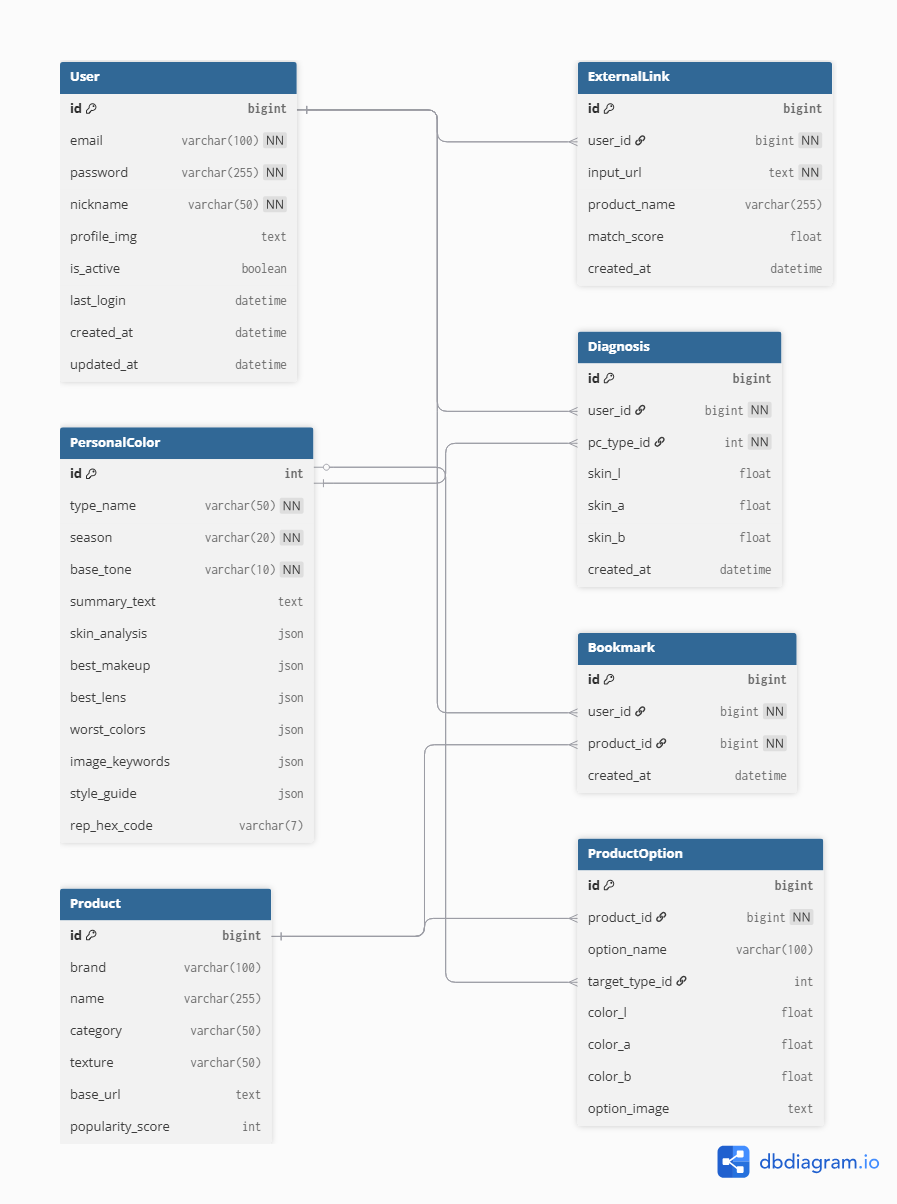 User
id bigint
email varchar(100) NN
password varchar(255) NN
nickname varchar(50) NN
profile_img text
is_active boolean
last_login datetime
created_at datetime
updated_at datetime
PersonalColor
id int
type_name varchar(50) NN
season varchar(20) NN
base_tone varchar(10) NN
summary_text text
skin_analysis json
best_makeup json
best_lens json
worst_colors json
image_keywords json
style_guide json
rep_hex_code varchar(7)
Product
id bigint
brand varchar(100)
name varchar(255)
category varchar(50)
texture varchar(50)
base_url text
popularity_score int
ExternalLink
id bigint
user_id bigint NN
input_url text NN
product_name varchar(255)
match_score float
created_at datetime
Diagnosis
id bigint
user_id bigint NN
pc_type_id int NN
skin_l float
skin_a float
skin_b float
created_at datetime
Bookmark
id bigint
user_id bigint NN
product_id bigint NN
created_at datetime
ProductOption
id bigint
product_id bigint NN
option_name varchar(100)
target_type_id int
color_l float
color_a float
color_b float
option_image text
dbdiagram.io